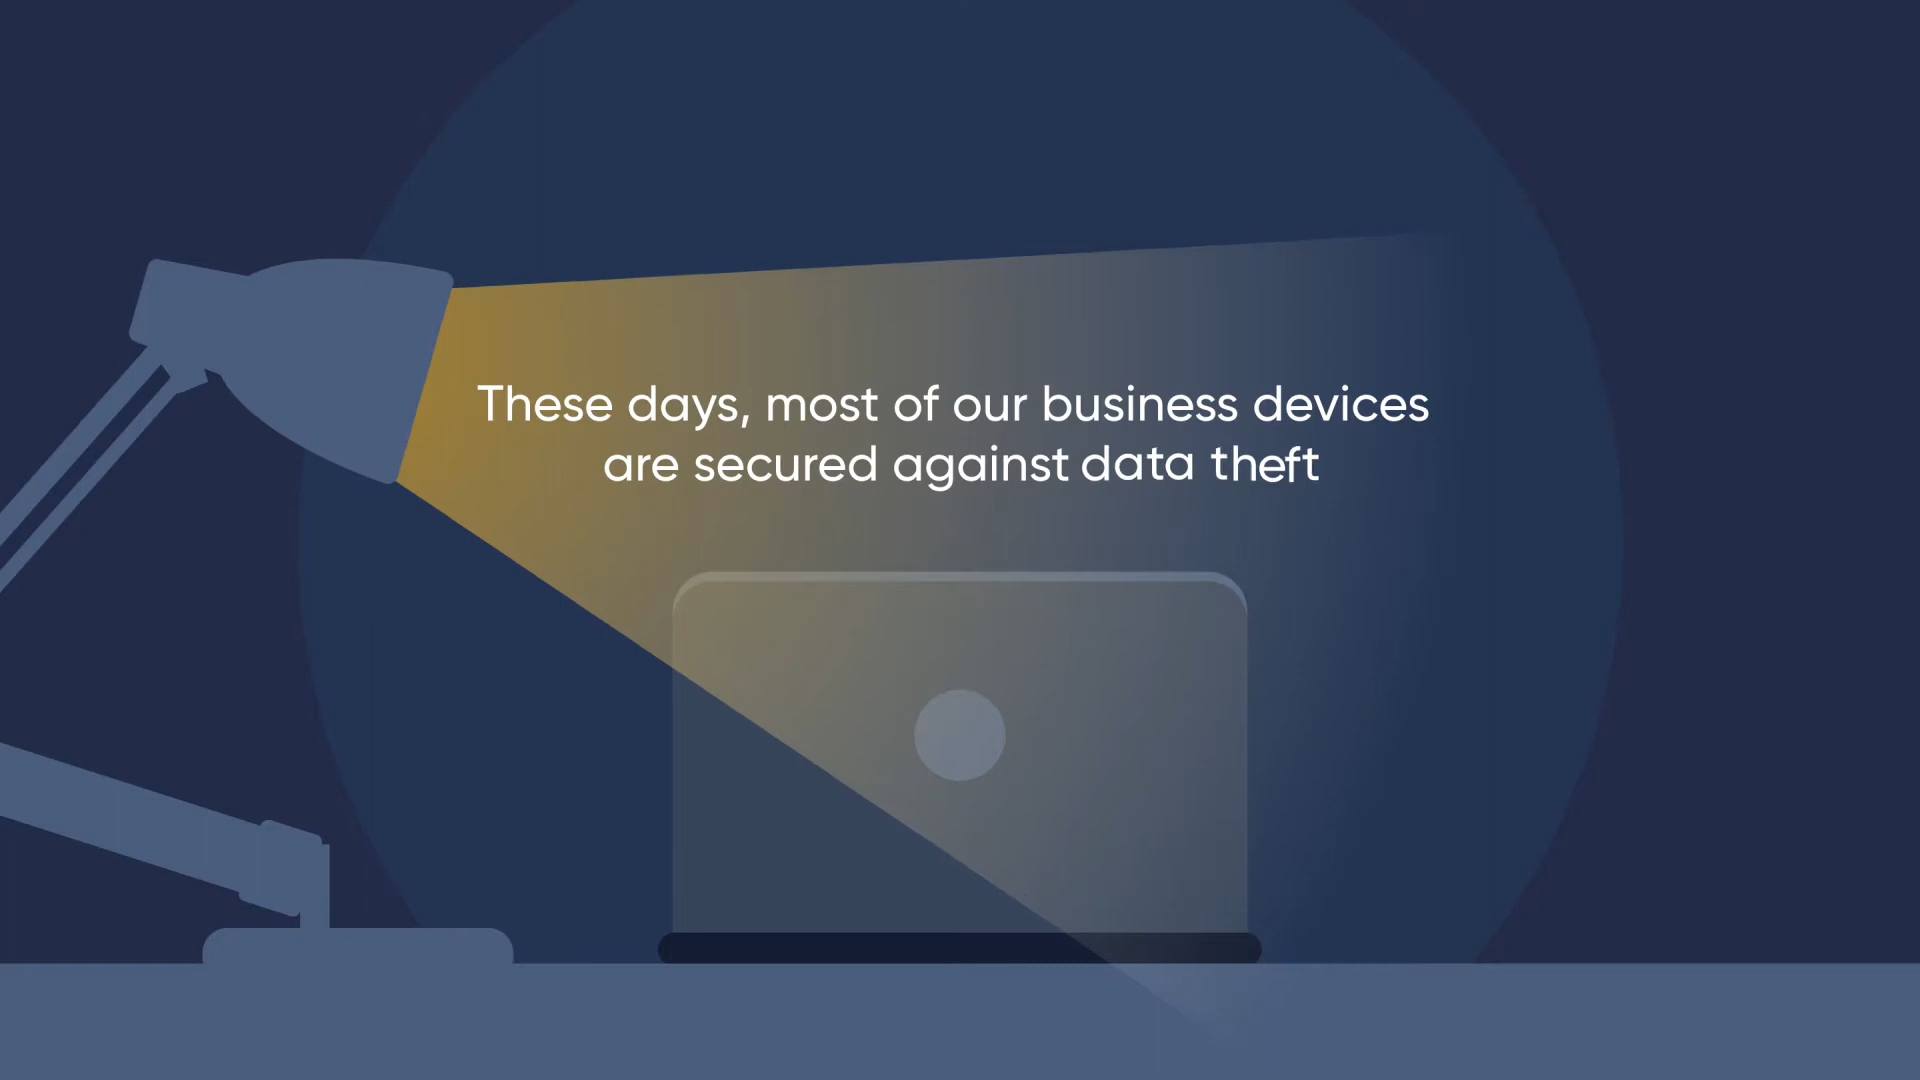 These days, most of our business devices
are secured against data theft